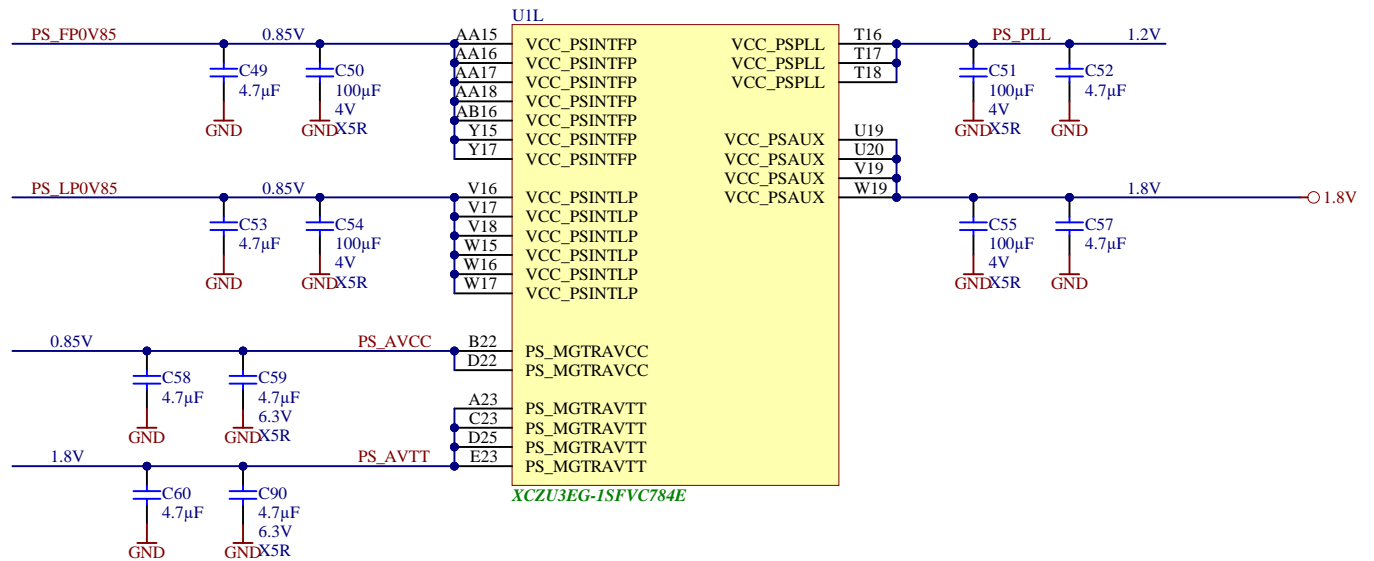 U1L
PS_FP0V85
0.85V
C49
4.7µF
GND
C50
100µF
4V
X5R
GND
AA15
AA16
AA17
AA18
AB16
Y15
Y17
VCC_PSINTFP
VCC_PSINTFP
VCC_PSINTFP
VCC_PSINTFP
VCC_PSINTFP
VCC_PSINTFP
VCC_PSINTFP
PS_LP0V85
0.85V
C53
4.7µF
GND
C54
100µF
4V
X5R
GND
V16
V17
V18
W15
W16
W17
VCC_PSINTLP
VCC_PSINTLP
VCC_PSINTLP
VCC_PSINTLP
VCC_PSINTLP
VCC_PSINTLP
0.85V
PS_AVCC
C58
4.7µF
GND
C59
4.7µF
6.3V
X5R
GND
B22
D22
PS_MGTRAVCC
PS_MGTRAVCC
A23
C23
D25
E23
PS_MGTRAVTT
PS_MGTRAVTT
PS_MGTRAVTT
PS_MGTRAVTT
1.8V
PS_AVTT
C60
4.7µF
GND
C90
4.7µF
6.3V
X5R
GND
VCC_PSPLL
VCC_PSPLL
VCC_PSPLL
T16
T17
T18
PS_PLL
1.2V
C51
100µF
4V
X5R
GND
C52
4.7µF
GND
VCC_PSAUX
VCC_PSAUX
VCC_PSAUX
VCC_PSAUX
U19
U20
V19
W19
1.8V
1.8V
C55
100µF
4V
X5R
GND
C57
4.7µF
GND
XCZU3EG-1SFVC784E